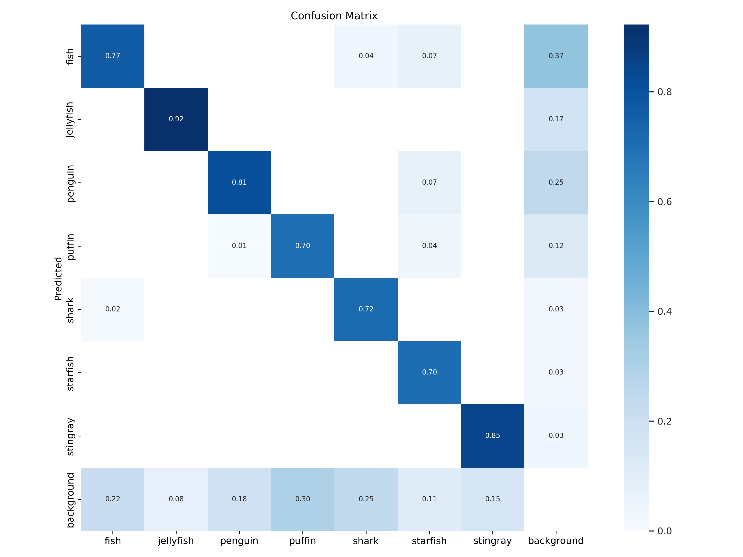 Confusion Matrix
Predicted
fish 0.77 0.04 0.07 0.37
jellyfish 0.92 0.17
penguin 0.81 0.07 0.25
puffin 0.01 0.70 0.04 0.12
shark 0.02 0.72 0.03
starfish 0.70 0.03
stingray 0.85 0.03
background 0.22 0.08 0.18 0.30 0.25 0.11 0.15
fish jellyfish penguin puffin shark starfish stingray background
0.8
0.6
0.4
0.2
0.0